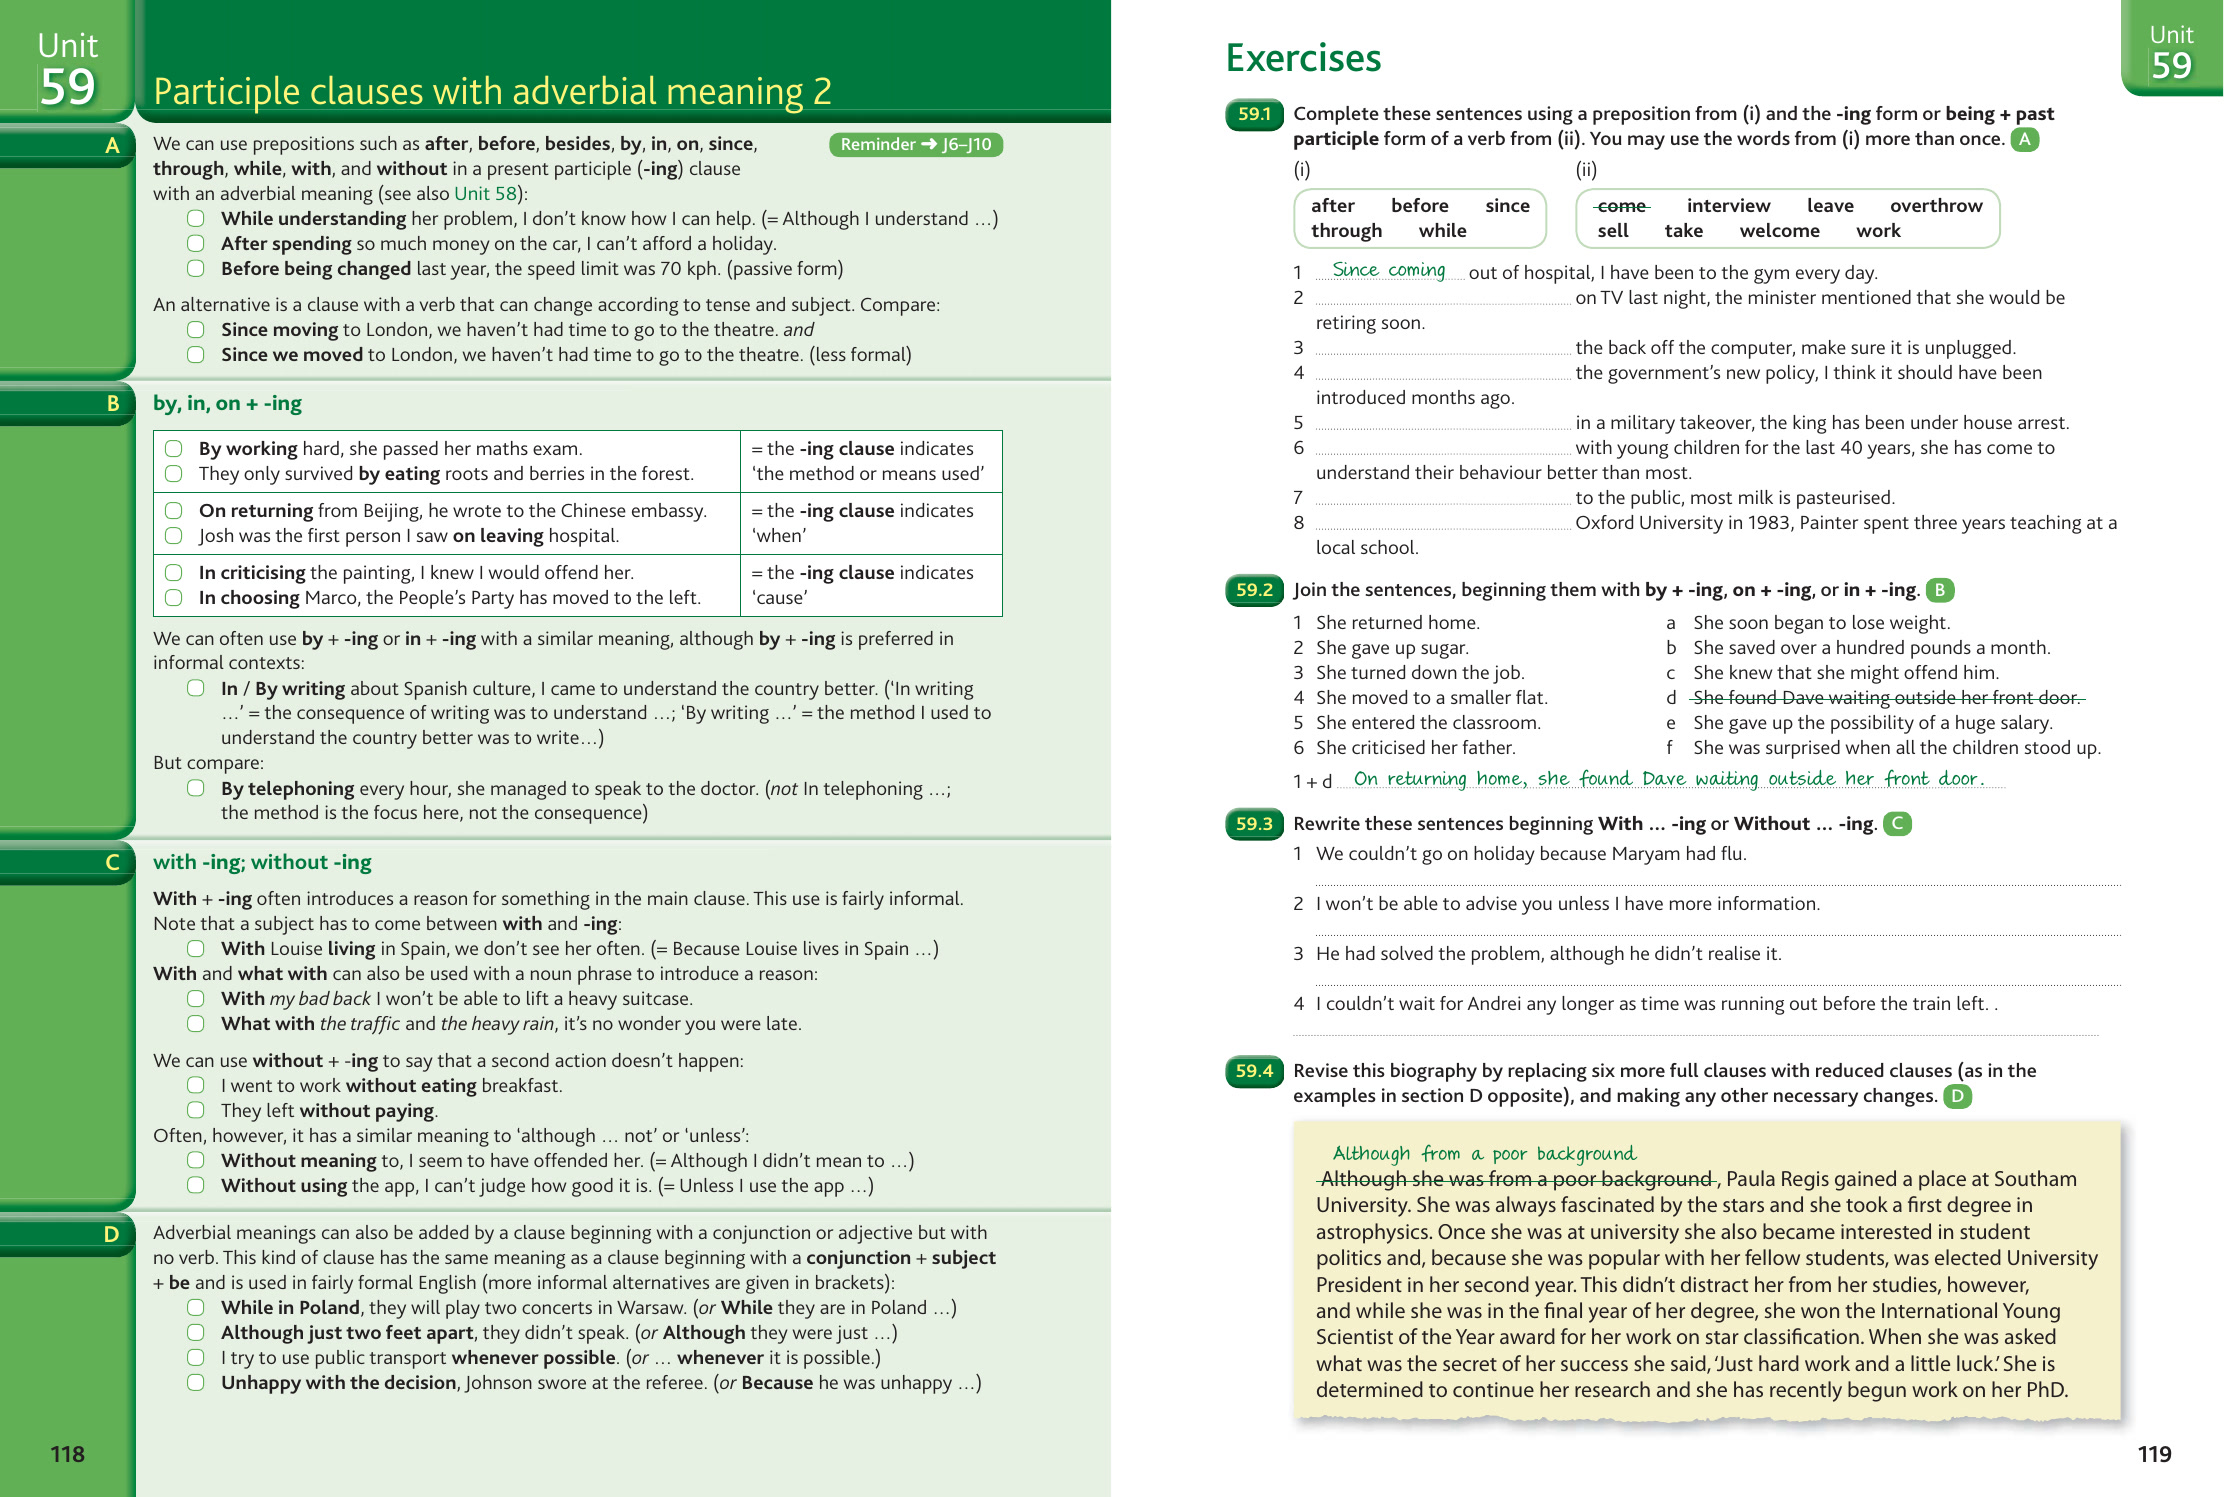 Unit
59
Participle clauses with adverbial meaning 2
A
We can use prepositions such as after, before, besides, by, in, on, since,
Reminder ➜ J6–J10
through, while, with, and without in a present participle (-ing) clause
with an adverbial meaning (see also Unit 58):
While understanding her problem, I don’t know how I can help. (= Although I understand …)
After spending so much money on the car, I can’t afford a holiday.
Before being changed last year, the speed limit was 70 kph. (passive form)
An alternative is a clause with a verb that can change according to tense and subject. Compare:
Since moving to London, we haven’t had time to go to the theatre. and
Since we moved to London, we haven’t had time to go to the theatre. (less formal)
B
by, in, on + -ing
By working hard, she passed her maths exam.
They only survived by eating roots and berries in the forest.
= the -ing clause indicates
‘the method or means used’
On returning from Beijing, he wrote to the Chinese embassy.
Josh was the first person I saw on leaving hospital.
= the -ing clause indicates
‘when’
In criticising the painting, I knew I would offend her.
In choosing Marco, the People’s Party has moved to the left.
= the -ing clause indicates
‘cause’
We can often use by + -ing or in + -ing with a similar meaning, although by + -ing is preferred in
informal contexts:
In / By writing about Spanish culture, I came to understand the country better. (‘In writing
…’ = the consequence of writing was to understand …; ‘By writing …’ = the method I used to
understand the country better was to write…)
But compare:
By telephoning every hour, she managed to speak to the doctor. (not In telephoning …;
the method is the focus here, not the consequence)
C
with -ing; without -ing
With + -ing often introduces a reason for something in the main clause. This use is fairly informal.
Note that a subject has to come between with and -ing:
With Louise living in Spain, we don’t see her often. (= Because Louise lives in Spain …)
With and what with can also be used with a noun phrase to introduce a reason:
With my bad back I won’t be able to lift a heavy suitcase.
What with the traffic and the heavy rain, it’s no wonder you were late.
We can use without + -ing to say that a second action doesn’t happen:
I went to work without eating breakfast.
They left without paying.
Often, however, it has a similar meaning to ‘although … not’ or ‘unless’:
Without meaning to, I seem to have offended her. (= Although I didn’t mean to …)
Without using the app, I can’t judge how good it is. (= Unless I use the app …)
D
Adverbial meanings can also be added by a clause beginning with a conjunction or adjective but with
no verb. This kind of clause has the same meaning as a clause beginning with a conjunction + subject
+ be and is used in fairly formal English (more informal alternatives are given in brackets):
While in Poland, they will play two concerts in Warsaw. (or While they are in Poland …)
Although just two feet apart, they didn’t speak. (or Although they were just …)
I try to use public transport whenever possible. (or … whenever it is possible.)
Unhappy with the decision, Johnson swore at the referee. (or Because he was unhappy …)
118
Exercises
Unit
59
59.1 Complete these sentences using a preposition from (i) and the -ing form or being + past
participle form of a verb from (ii). You may use the words from (i) more than once. A
(i) (ii)
after before since
through while
come interview leave overthrow
sell take welcome work
1 Since coming out of hospital, I have been to the gym every day.
2 on TV last night, the minister mentioned that she would be
retiring soon.
3 the back off the computer, make sure it is unplugged.
4 the government’s new policy, I think it should have been
introduced months ago.
5 in a military takeover, the king has been under house arrest.
6 with young children for the last 40 years, she has come to
understand their behaviour better than most.
7 to the public, most milk is pasteurised.
8 Oxford University in 1983, Painter spent three years teaching at a
local school.
59.2 Join the sentences, beginning them with by + -ing, on + -ing, or in + -ing. B
1 She returned home. a She soon began to lose weight.
2 She gave up sugar. b She saved over a hundred pounds a month.
3 She turned down the job. c She knew that she might offend him.
4 She moved to a smaller flat. d She found Dave waiting outside her front door.
5 She entered the classroom. e She gave up the possibility of a huge salary.
6 She criticised her father. f She was surprised when all the children stood up.
1 + d On returning home, she found Dave waiting outside her front door.
59.3 Rewrite these sentences beginning With … -ing or Without … -ing. C
1 We couldn’t go on holiday because Maryam had flu.
2 I won’t be able to advise you unless I have more information.
3 He had solved the problem, although he didn’t realise it.
4 I couldn’t wait for Andrei any longer as time was running out before the train left. .
59.4 Revise this biography by replacing six more full clauses with reduced clauses (as in the
examples in section D opposite), and making any other necessary changes. D
Although from a poor background
Although she was from a poor background , Paula Regis gained a place at Southam
University. She was always fascinated by the stars and she took a first degree in
astrophysics. Once she was at university she also became interested in student
politics and, because she was popular with her fellow students, was elected University
President in her second year. This didn’t distract her from her studies, however,
and while she was in the final year of her degree, she won the International Young
Scientist of the Year award for her work on star classification. When she was asked
what was the secret of her success she said, ‘Just hard work and a little luck.’ She is
determined to continue her research and she has recently begun work on her PhD.
119